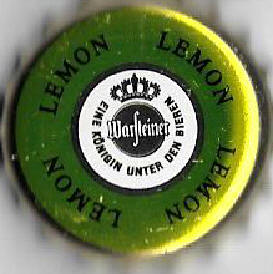 LEMON
LEMON
LEMON
LEMON
Warsteiner
EINE KÖNIGIN UNTER DEN BIEREN